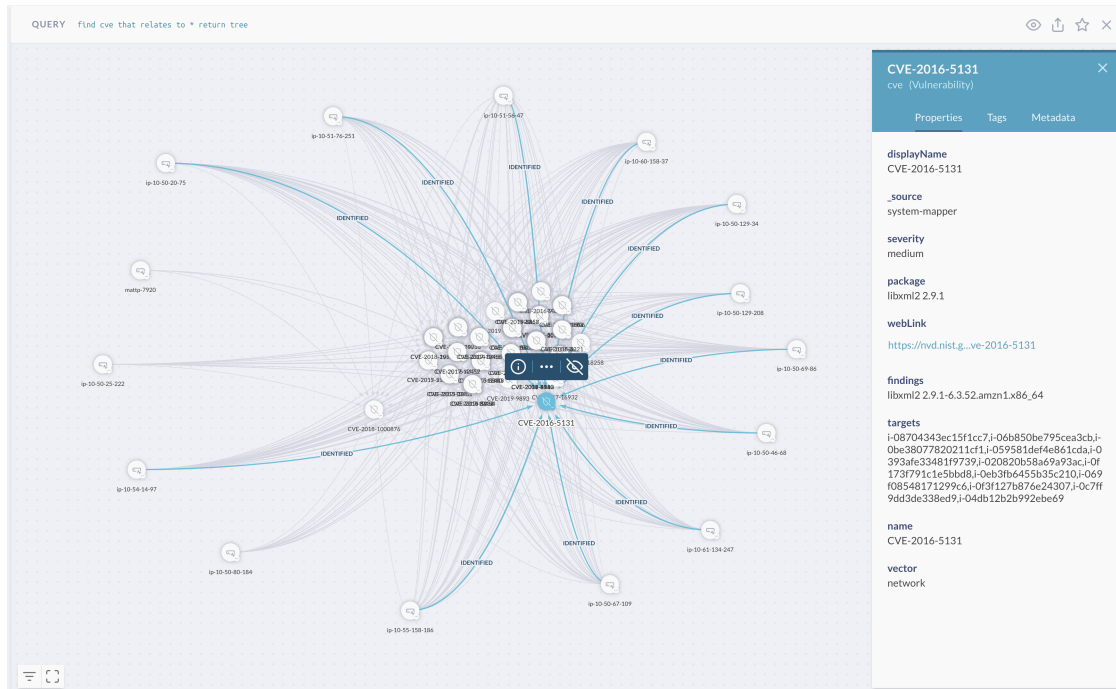 QUERY find cve that relates to * return tree
ip-10-51-56-47
ip-10-51-76-251
ip-10-60-158-37
ip-10-50-20-75
ip-10-50-129-34
mattp-7920
ip-10-50-129-208
ip-10-50-69-86
ip-10-50-25-222
ip-10-50-46-68
ip-10-54-14-97
ip-10-61-134-247
ip-10-50-80-184
ip-10-50-67-109
ip-10-55-158-186
IDENTIFIED
IDENTIFIED
IDENTIFIED
IDENTIFIED
IDENTIFIED
IDENTIFIED
IDENTIFIED
IDENTIFIED
IDENTIFIED
IDENTIFIED
IDENTIFIED
IDENTIFIED
CVE-2019-9893
CVE-2018-1000876
CVE-2016-5131
CVE-2016-5131
cve (Vulnerability)
Properties Tags Metadata
displayName
CVE-2016-5131
_source
system-mapper
severity
medium
package
libxml2 2.9.1
webLink
https://nvd.nist.g...ve-2016-5131
findings
libxml2 2.9.1-6.3.52.amzn1.x86_64
targets
i-08704343ec15f1cc7,i-06b850be795cea3cb,i-
0be38077820211cf1,i-059581def4e861cda,i-0
393afe33481f9739,i-020820b58a69a93ac,i-0f
173f791c1e5bbd8,i-0eb3fb6455b35c210,i-069
f08548171299c6,i-0f3f127b876e24307,i-0c7ff
9dd3de338ed9,i-04db12b2b992ebe69
name
CVE-2016-5131
vector
network